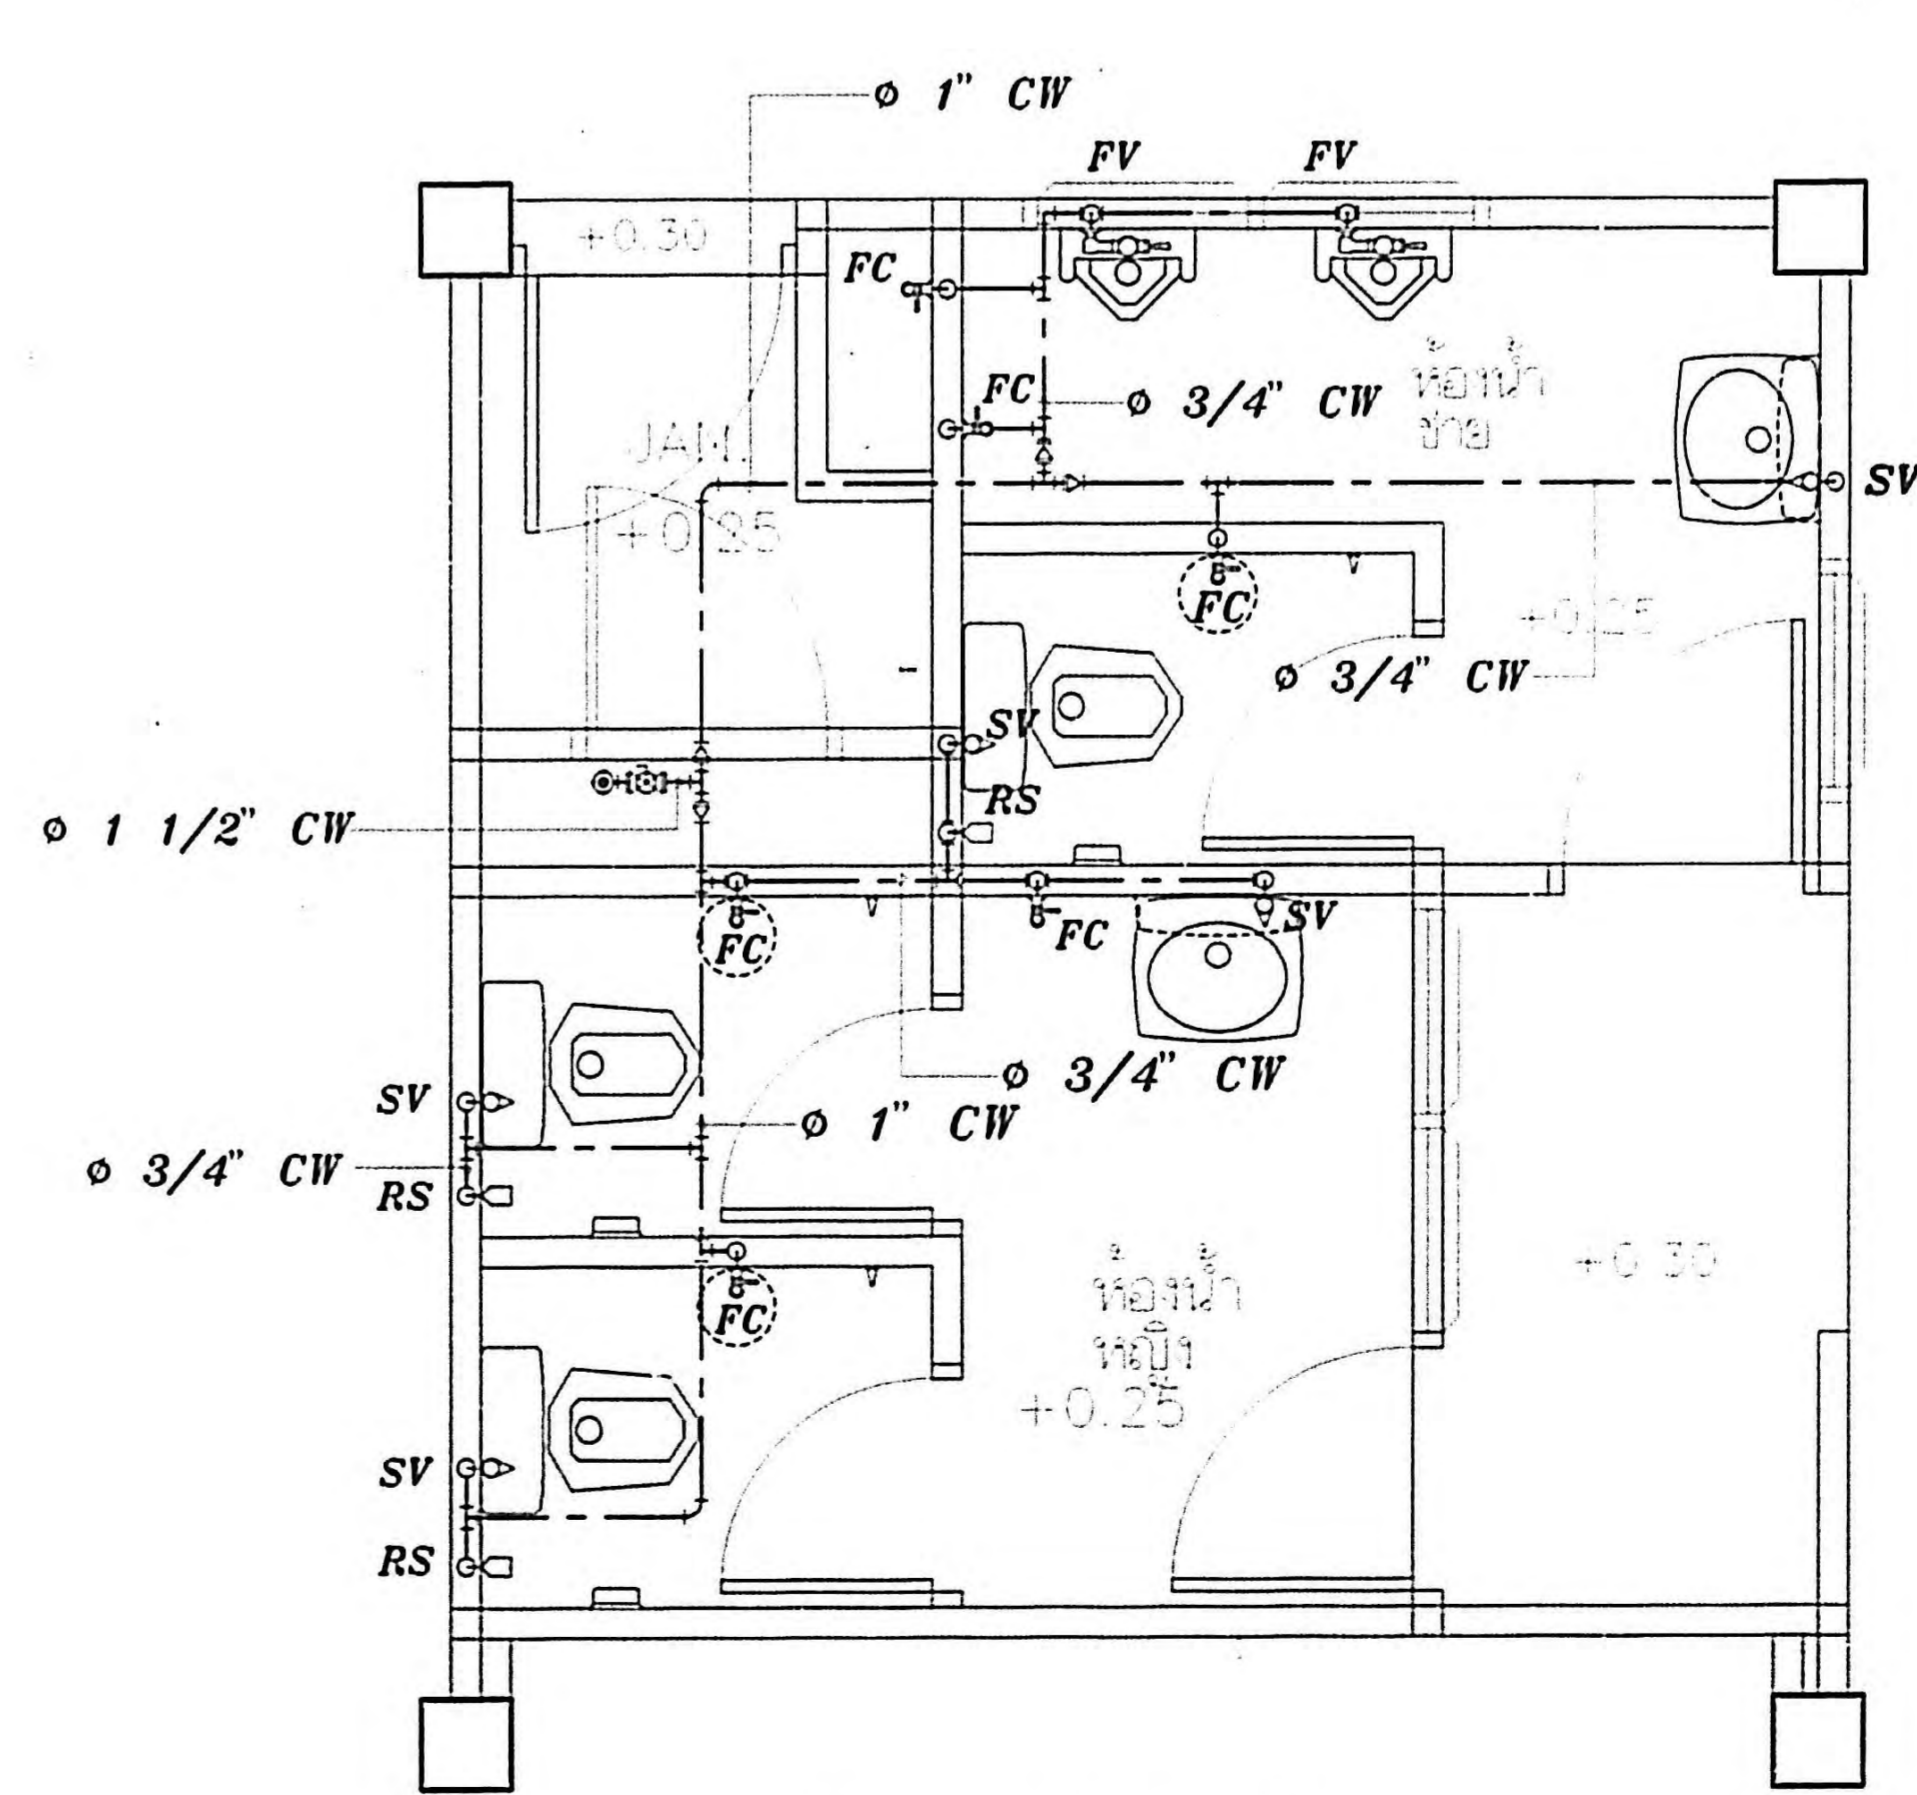 ø 1" CW
FV
FV
+0.30
FC
FC
ø 3/4" CW
ห้องน้ำ
ชาย
JAN.
SV
+0.25
FC
+0.25
ø 3/4" CW
SV
RS
ø 1 1/2" CW
FC
FC
SV
ø 3/4" CW
SV
ø 1" CW
ø 3/4" CW
RS
FC
ห้องน้ำ
หญิง
+0.25
+0.30
SV
RS